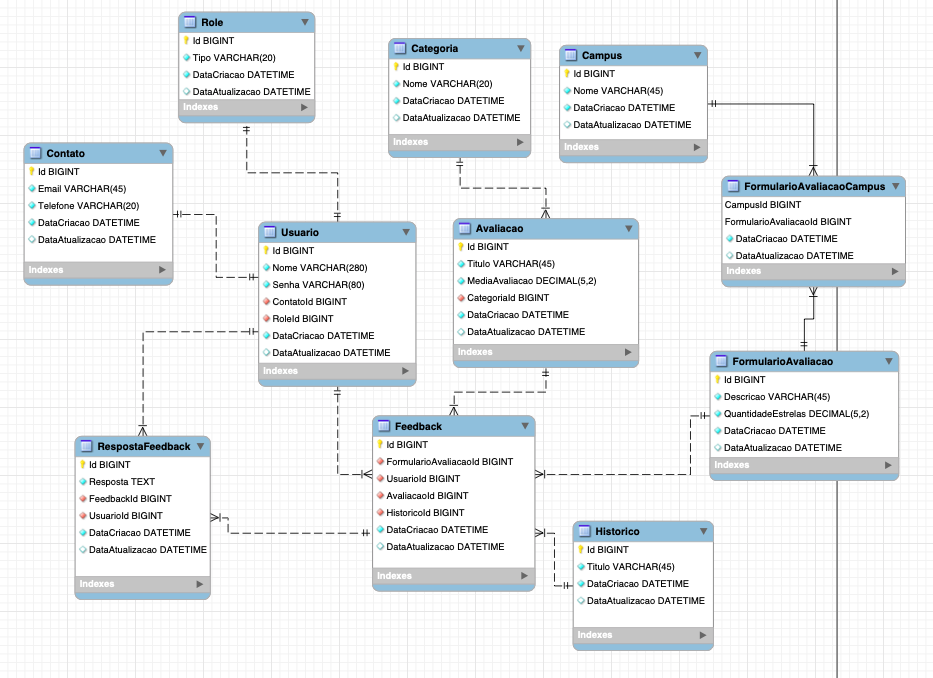 Role
Id BIGINT
Tipo VARCHAR(20)
DataCriacao DATETIME
DataAtualizacao DATETIME
Indexes
Categoria
Id BIGINT
Nome VARCHAR(20)
DataCriacao DATETIME
DataAtualizacao DATETIME
Indexes
Campus
Id BIGINT
Nome VARCHAR(45)
DataCriacao DATETIME
DataAtualizacao DATETIME
Indexes
Contato
Id BIGINT
Email VARCHAR(45)
Telefone VARCHAR(20)
DataCriacao DATETIME
DataAtualizacao DATETIME
Indexes
FormularioAvaliacaoCampus
CampusId BIGINT
FormularioAvaliacaoId BIGINT
DataCriacao DATETIME
DataAtualizacao DATETIME
Indexes
Usuario
Id BIGINT
Nome VARCHAR(280)
Senha VARCHAR(80)
ContatoId BIGINT
RoleId BIGINT
DataCriacao DATETIME
DataAtualizacao DATETIME
Indexes
Avaliacao
Id BIGINT
Titulo VARCHAR(45)
MediaAvaliacao DECIMAL(5,2)
CategoriaId BIGINT
DataCriacao DATETIME
DataAtualizacao DATETIME
Indexes
FormularioAvaliacao
Id BIGINT
Descricao VARCHAR(45)
QuantidadeEstrelas DECIMAL(5,2)
DataCriacao DATETIME
DataAtualizacao DATETIME
Indexes
RespostaFeedback
Id BIGINT
Resposta TEXT
FeedbackId BIGINT
UsuarioId BIGINT
DataCriacao DATETIME
DataAtualizacao DATETIME
Indexes
Feedback
Id BIGINT
FormularioAvaliacaoId BIGINT
UsuarioId BIGINT
AvaliacaoId BIGINT
HistoricoId BIGINT
DataCriacao DATETIME
DataAtualizacao DATETIME
Indexes
Historico
Id BIGINT
Titulo VARCHAR(45)
DataCriacao DATETIME
DataAtualizacao DATETIME
Indexes